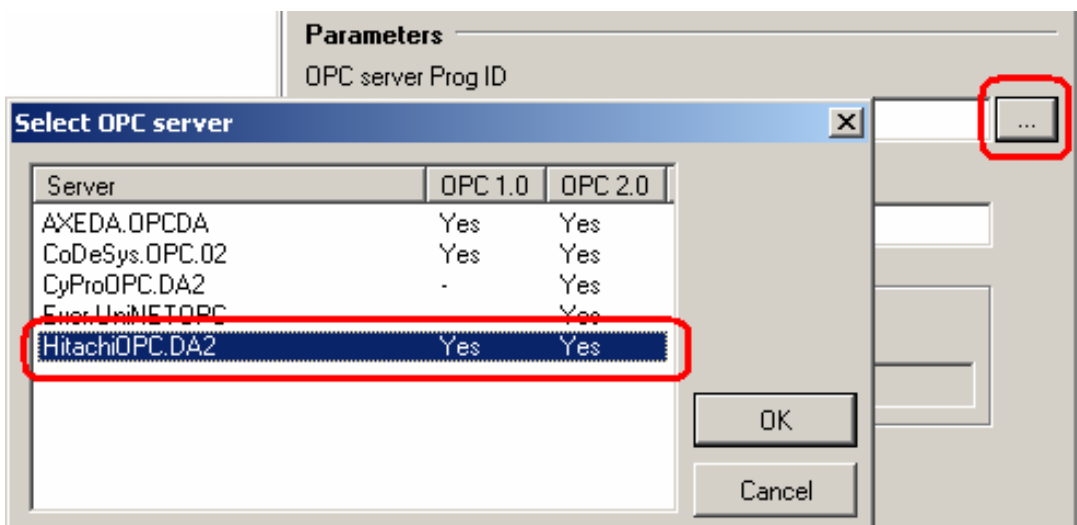 Parameters
OPC server Prog ID
...
Select OPC server
Server OPC 1.0 OPC 2.0
AXEDA.OPCDA Yes Yes
CoDeSys.OPC.02 Yes Yes
CyProOPC.DA2 - Yes
Yes
HitachiOPC.DA2 Yes Yes
OK
Cancel